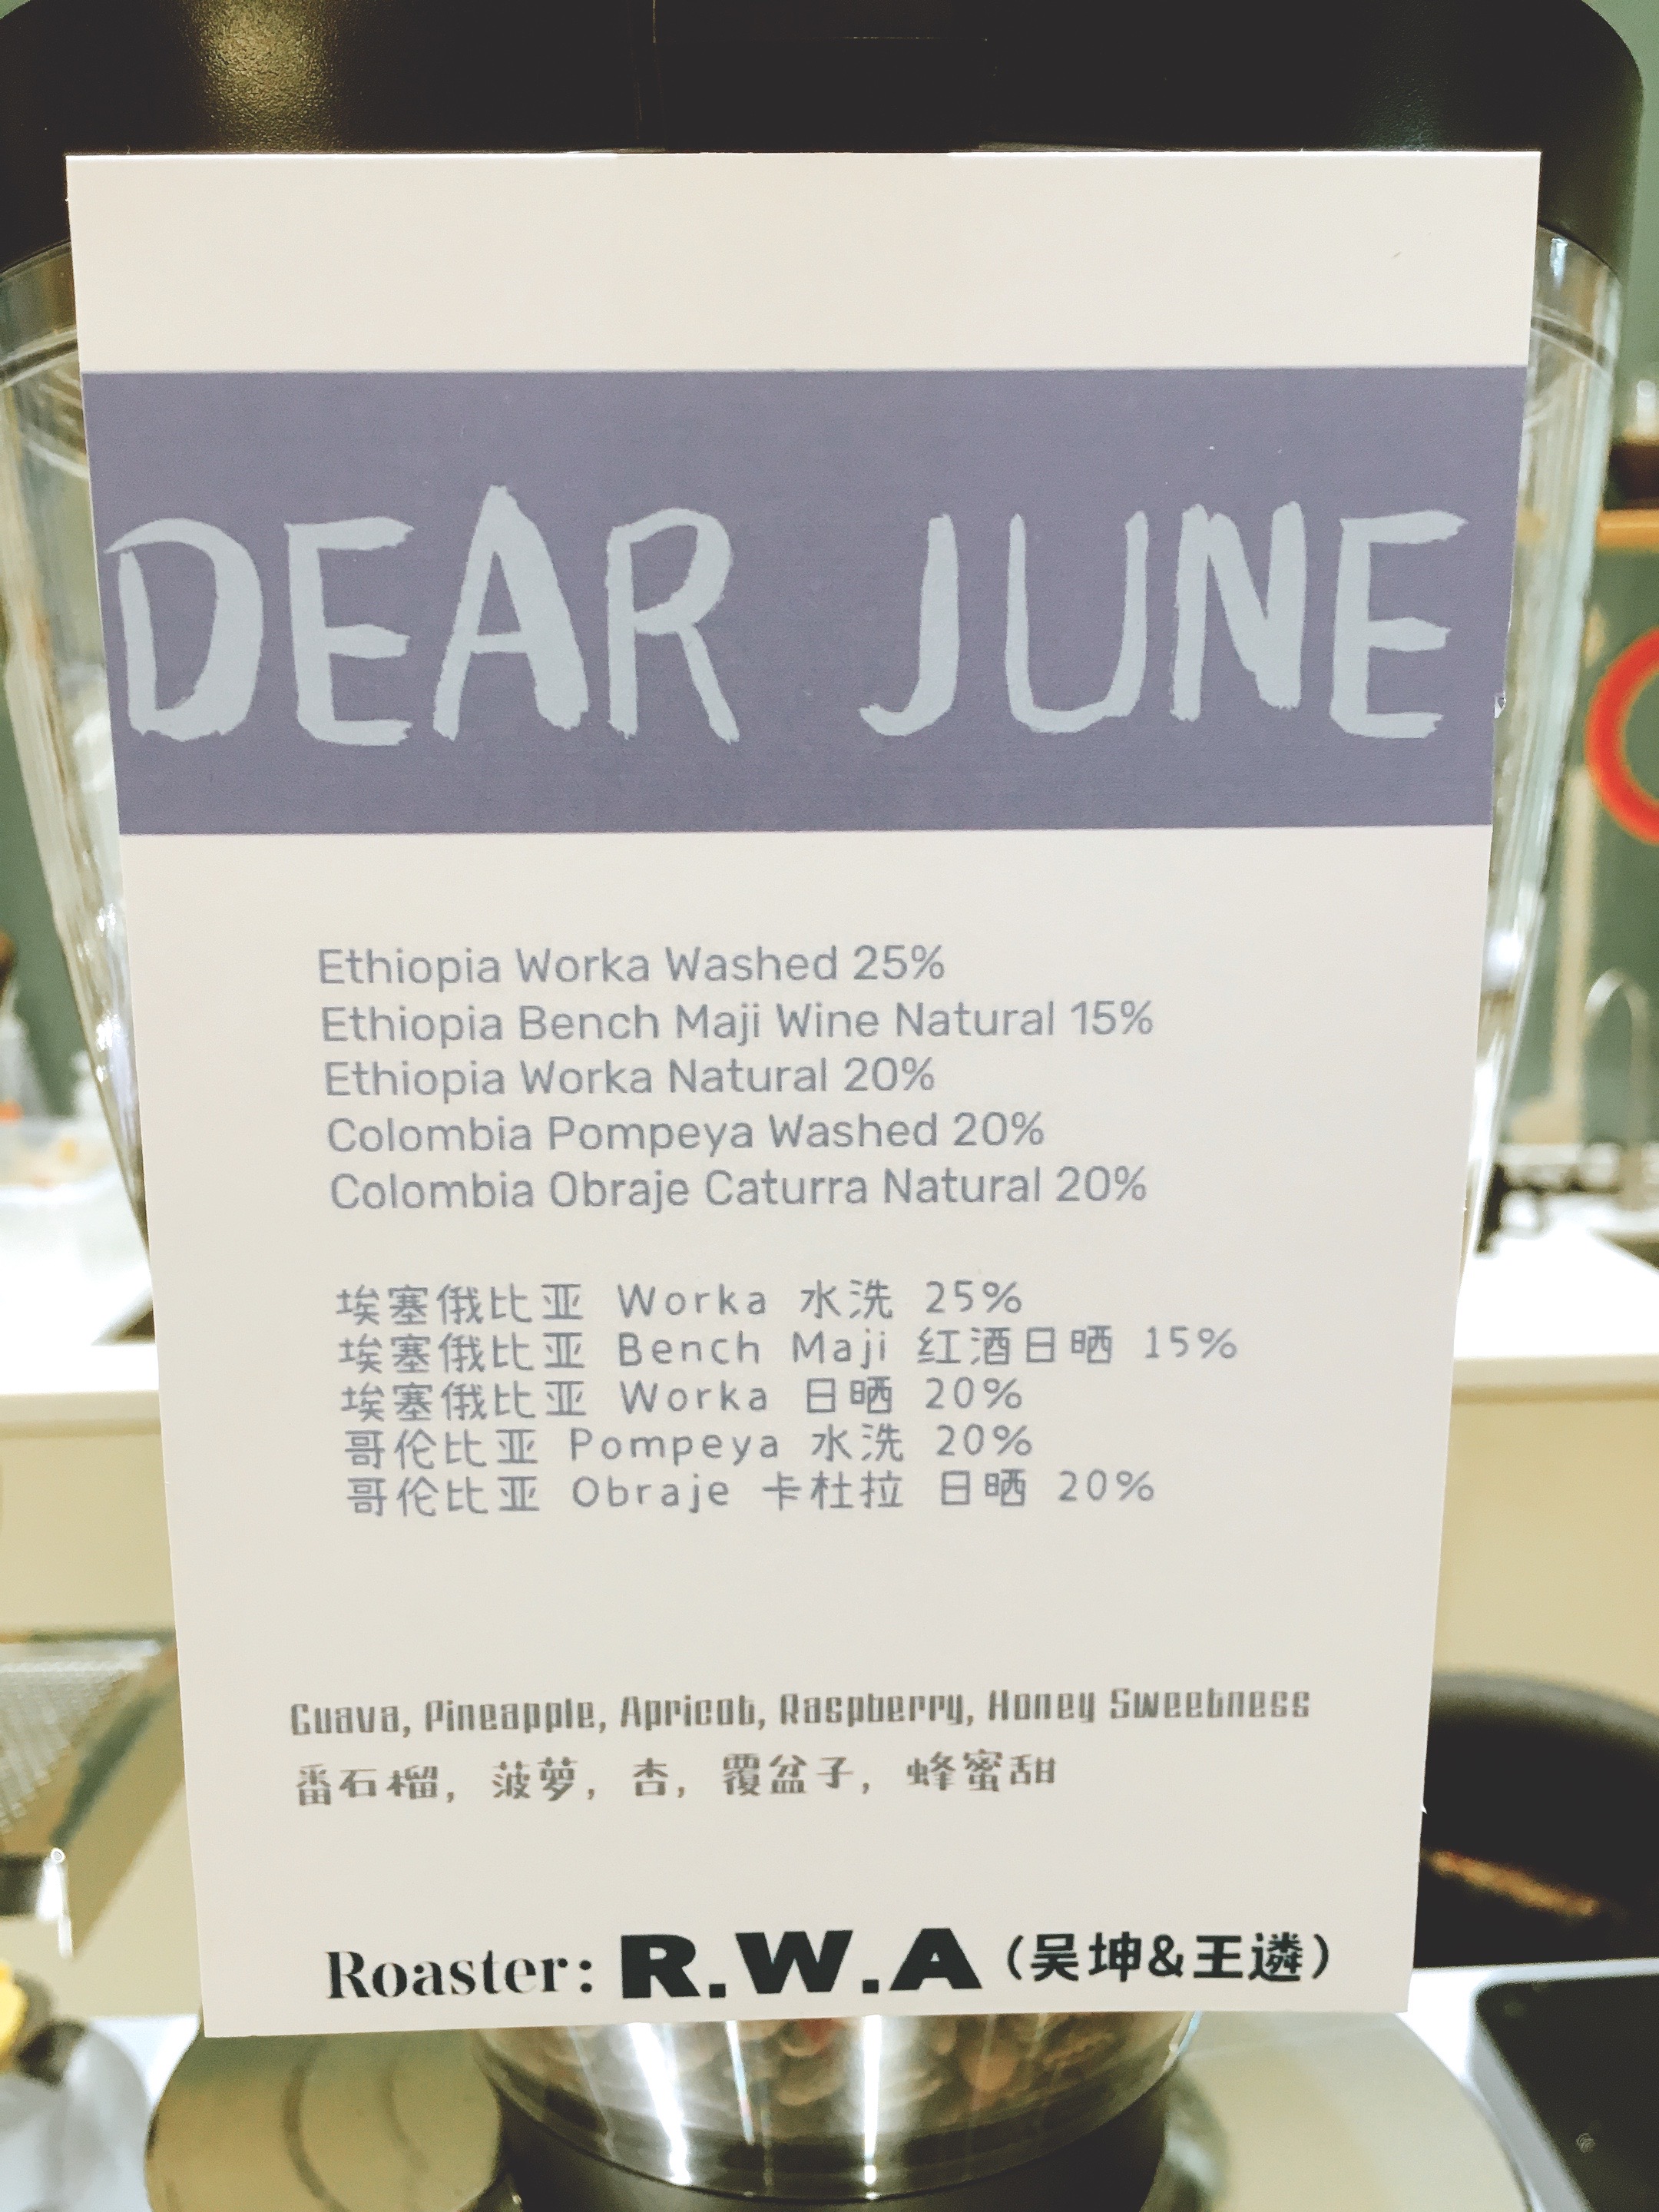 DEAR JUNE
Ethiopia Worka Washed 25%
Ethiopia Bench Maji Wine Natural 15%
Ethiopia Worka Natural 20%
Colombia Pompeya Washed 20%
Colombia Obraje Caturra Natural 20%
埃塞俄比亚 Worka 水洗 25%
埃塞俄比亚 Bench Maji 红酒日晒 15%
埃塞俄比亚 Worka 日晒 20%
哥伦比亚 Pompeya 水洗 20%
哥伦比亚 Obraje 卡杜拉 日晒 20%
Guava, Pineapple, Apricot, Raspberry, Honey Sweetness
番石榴，菠萝，杏，覆盆子，蜂蜜甜
Roaster: R.W.A（吴坤&王遴）